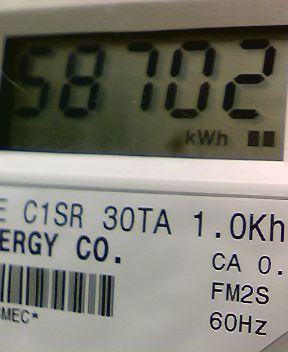 58702
kWh
E C1SR 30TA 1.0Kh
ERGY CO.
CA 0.
FM2S
MEC*
60Hz